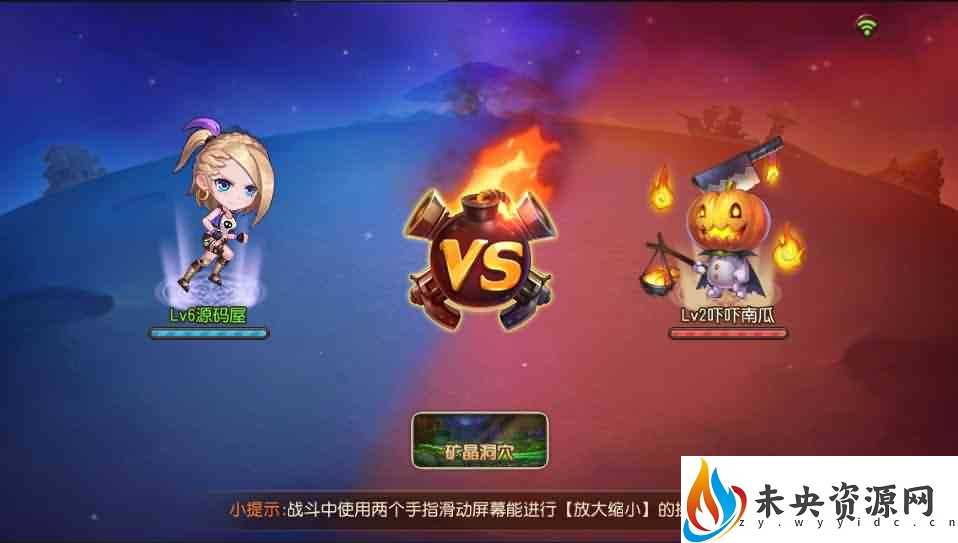 VS
Lv6源码屋
Lv2吓吓南瓜
矿晶洞穴
小提示:战斗中使用两个手指滑动屏幕能进行【放大缩小】的
未央资源网
zy.wyyidc.cn